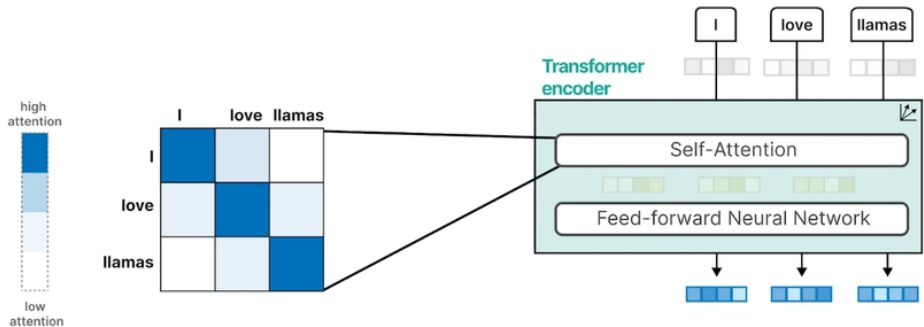 I love llamas
Transformer
encoder
high
attention
I love llamas
I
love
llamas
low
attention
Self-Attention
Feed-forward Neural Network